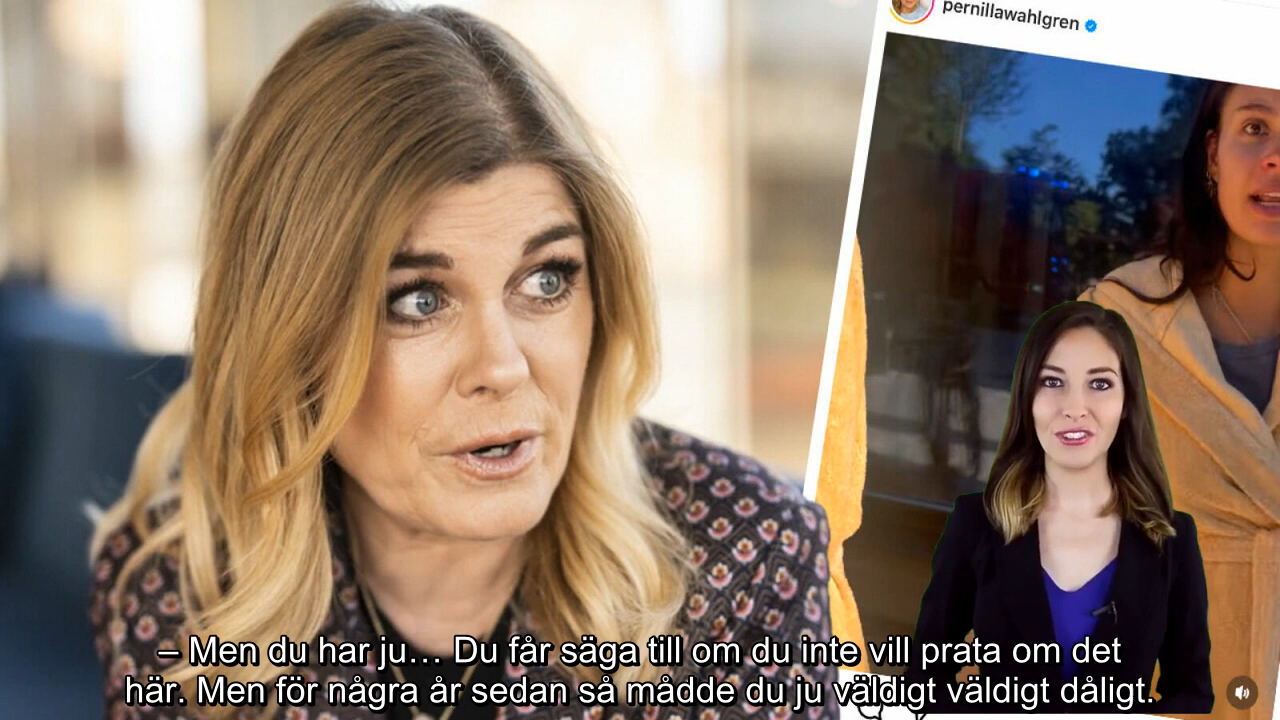 pernillawahlgren
– Men du har ju… Du får säga till om du inte vill prata om det
här. Men för några år sedan så mådde du ju väldigt väldigt dåligt.